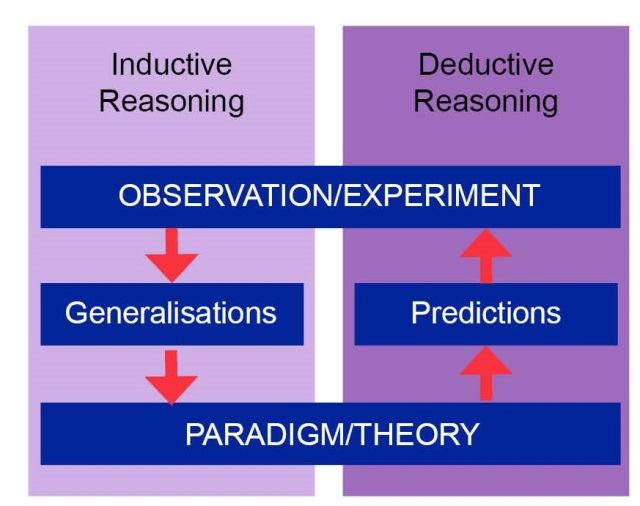 Inductive
Reasoning
Deductive
Reasoning
OBSERVATION/EXPERIMENT
Generalisations
Predictions
PARADIGM/THEORY